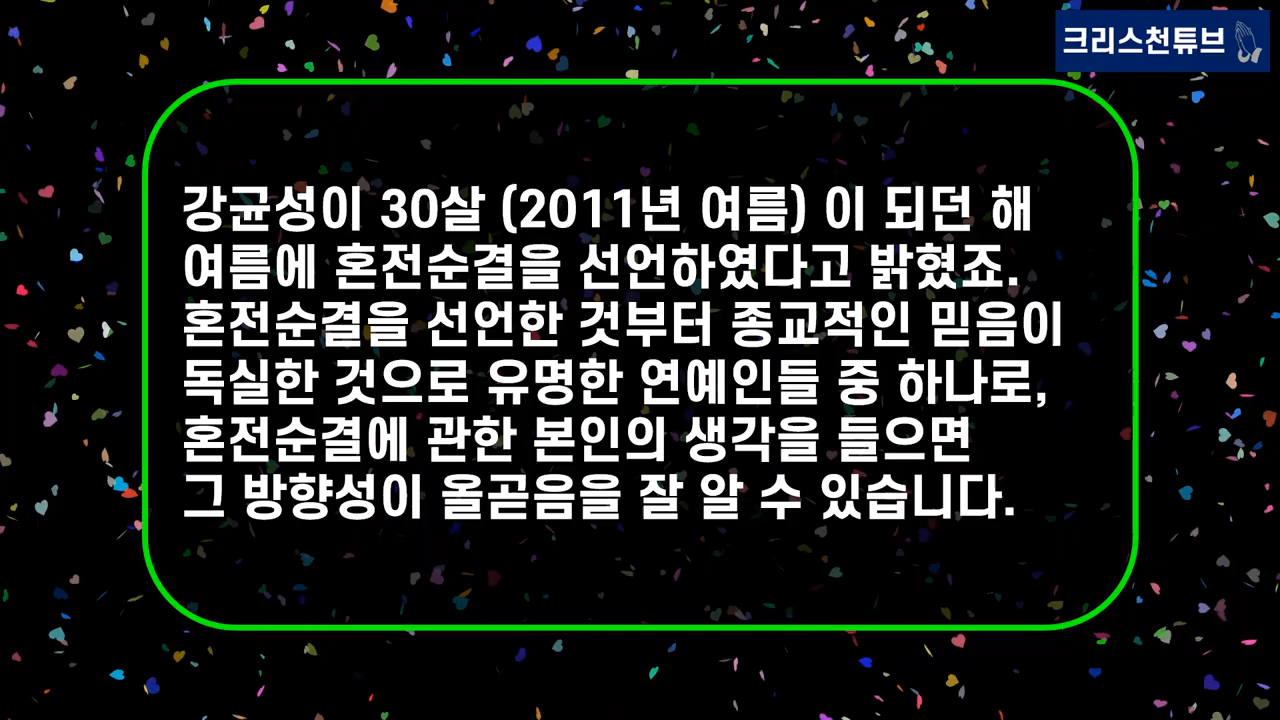 크리스천튜브
강균성이 30살 (2011년 여름) 이 되던 해
여름에 혼전순결을 선언하였다고 밝혔죠.
혼전순결을 선언한 것부터 종교적인 믿음이
독실한 것으로 유명한 연예인들 중 하나로,
혼전순결에 관한 본인의 생각을 들으면
그 방향성이 올곧음을 잘 알 수 있습니다.